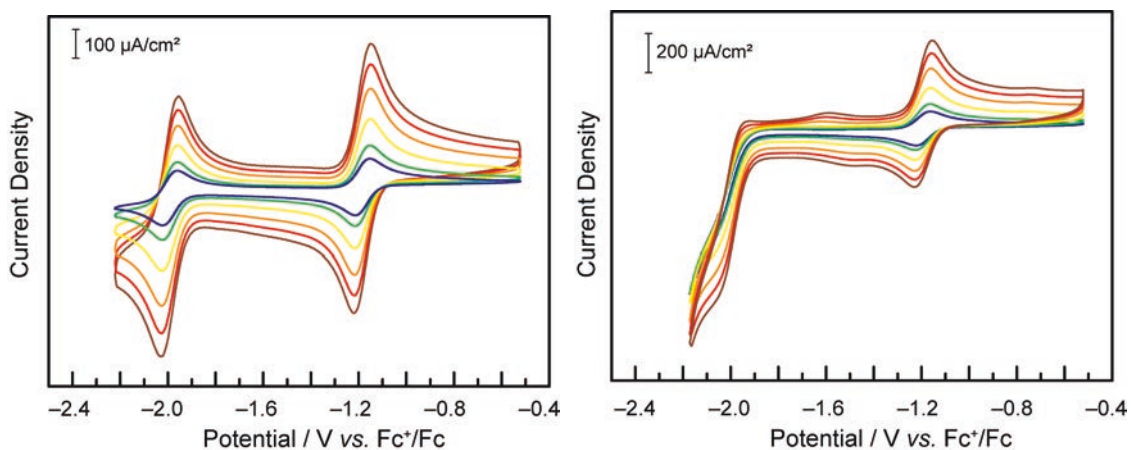 100 µA/cm²
Current Density
–2.4 –2.0 –1.6 –1.2 –0.8 –0.4
Potential / V vs. Fc⁺/Fc
200 µA/cm²
Current Density
–2.4 –2.0 –1.6 –1.2 –0.8 –0.4
Potential / V vs. Fc⁺/Fc